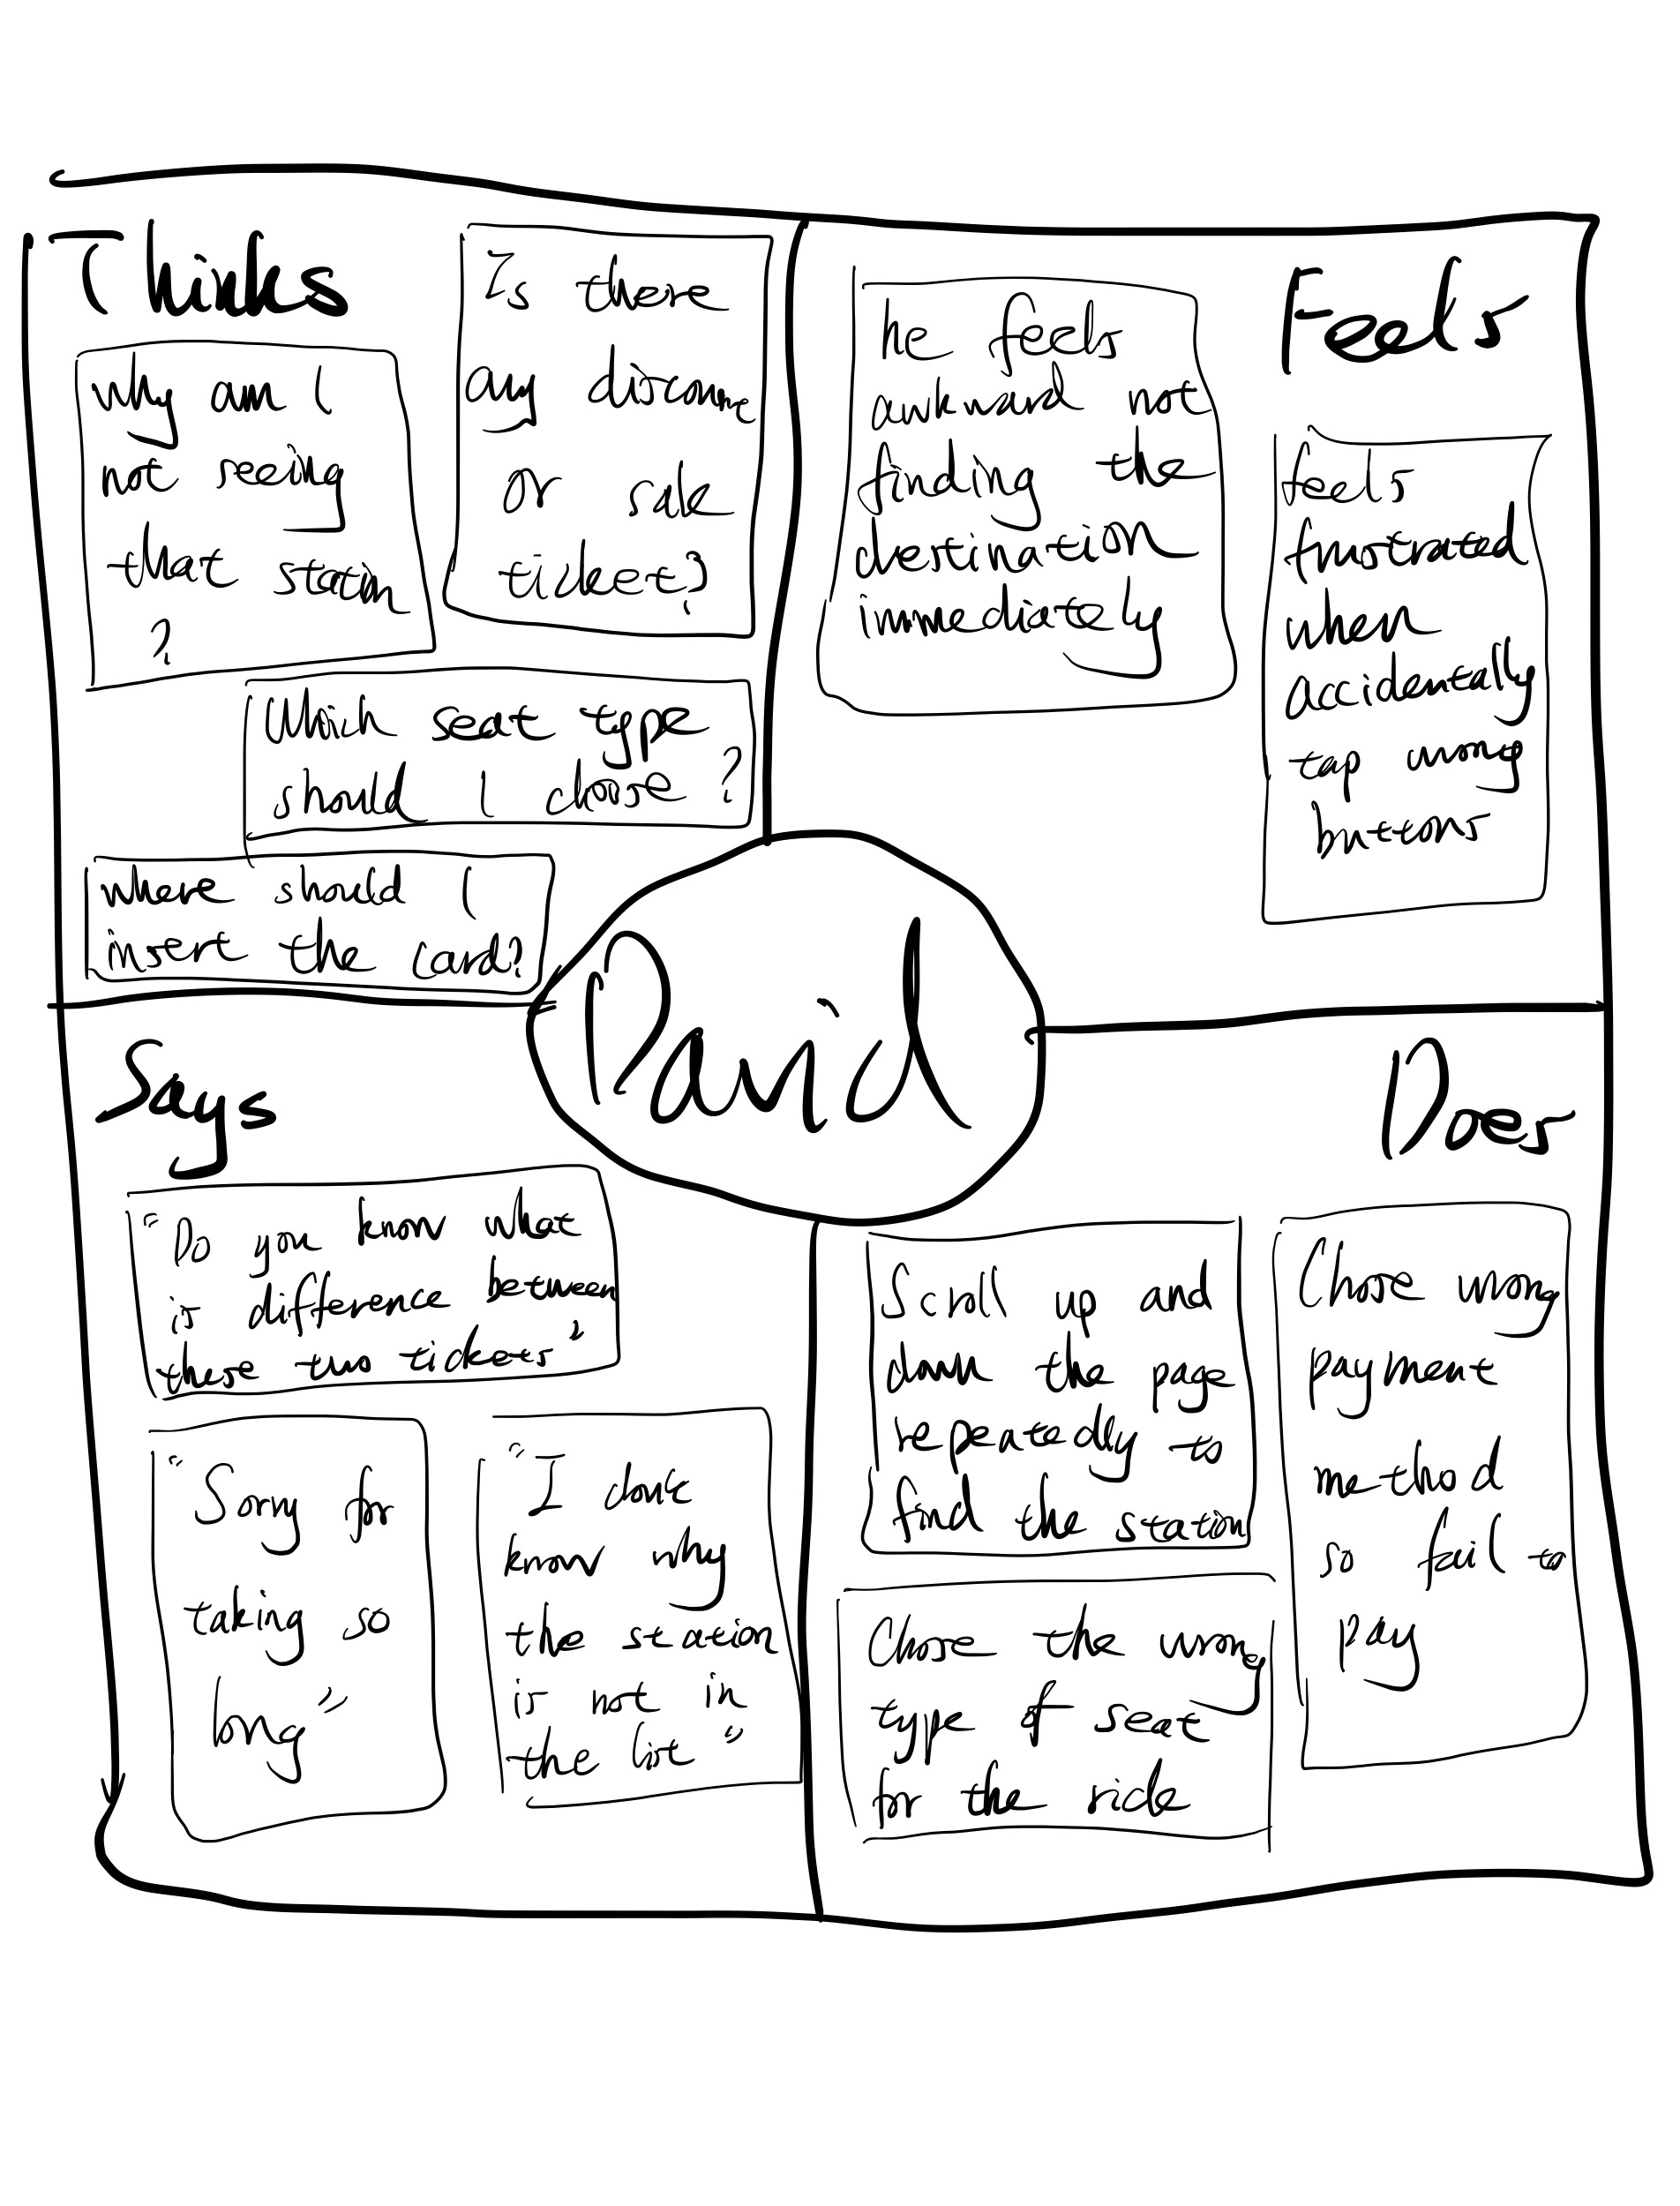 Thinks
why am I
not seeing
that station
?
Is there
any discount
or sale
ticket?
Which seat type
should I choose?
where should I
insert the card?
Feels
he feels
awkward not
finding the
destination
immediately
feels
frustrated
when
accidentally
tap wrong
buttons
David
Says
"Do you know what
is difference between
these two tickets"
"Sorry for
taking so
long"
"I don't
know why
the station
is not in
the list"
Does
Scroll up and
down the page
repeatedly to
find the station
Chose the wrong
type of seat
for the ride
Chose wrong
payment
method
so fail to
pay